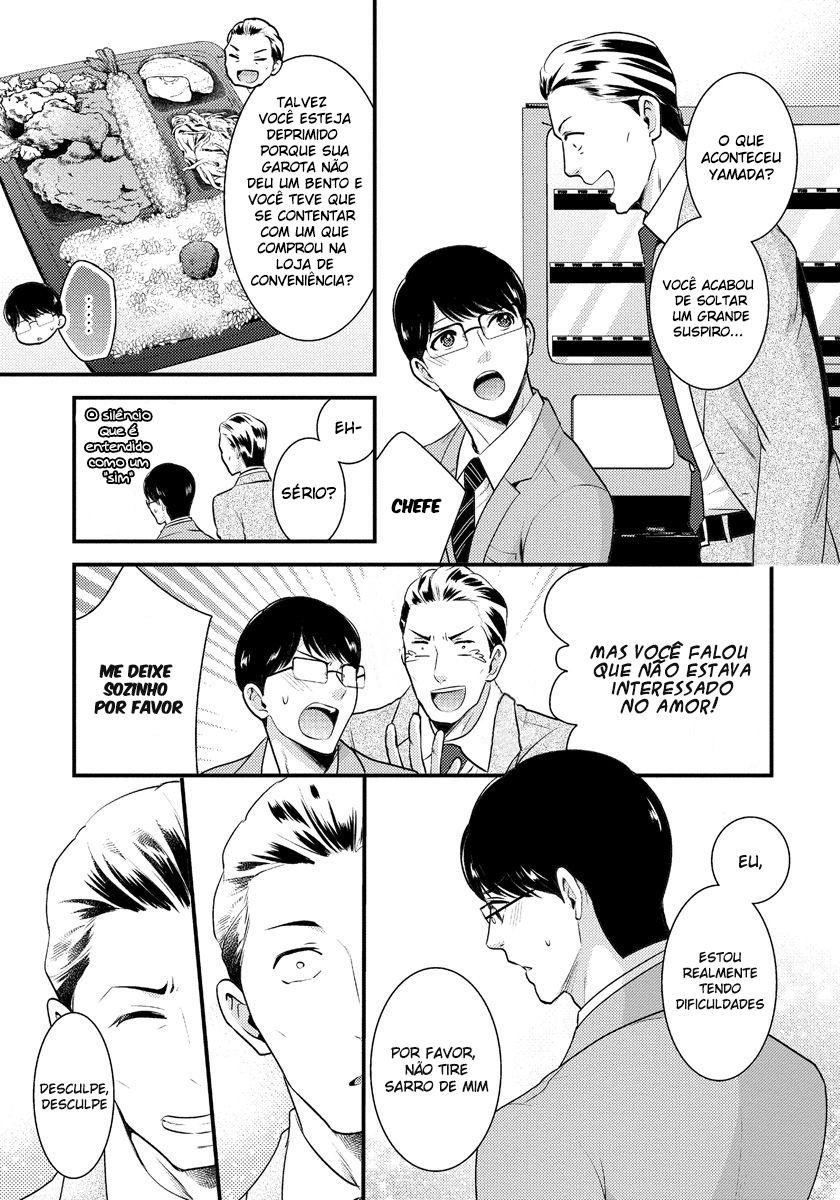 O QUE
ACONTECEU
YAMADA?
VOCÊ ACABOU
DE SOLTAR
UM GRANDE
SUSPIRO...
CHEFE
TALVEZ
VOCÊ ESTEJA
DEPRIMIDO
PORQUE SUA
GAROTA NÃO
DEU UM BENTO E
VOCÊ TEVE QUE
SE CONTENTAR
COM UM QUE
COMPROU NA
LOJA DE
CONVENIÊNCIA?
.....
EH-
SÉRIO?
O silêncio
que é
entendido
como um
"sim"
MAS VOCÊ FALOU
QUE NÃO ESTAVA
INTERESSADO
NO AMOR!
ME DEIXE
SOZINHO
POR FAVOR
EU,
ESTOU
REALMENTE
TENDO
DIFICULDADES
POR FAVOR,
NÃO TIRE
SARRO DE MIM
DESCULPE,
DESCULPE